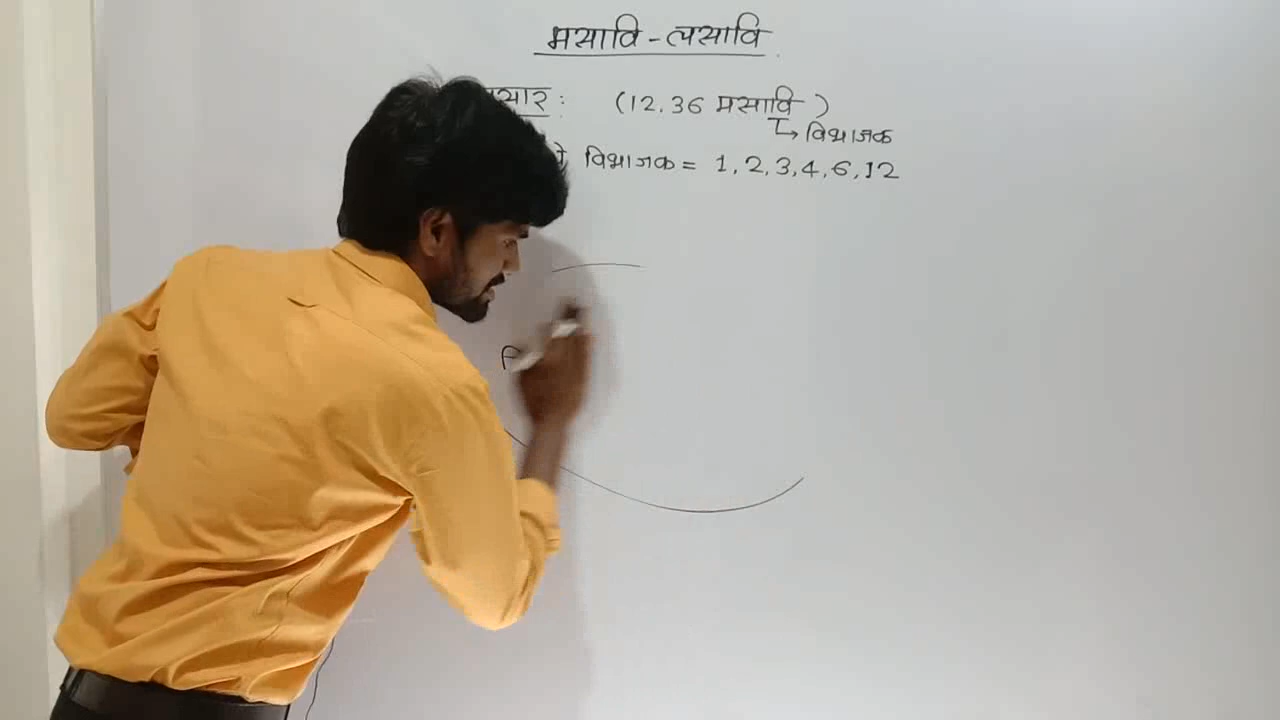 मसावि - लसावि
(12.36 मसावि)
↳ विभाजक
विभाजक = 1, 2, 3, 4, 6, 12